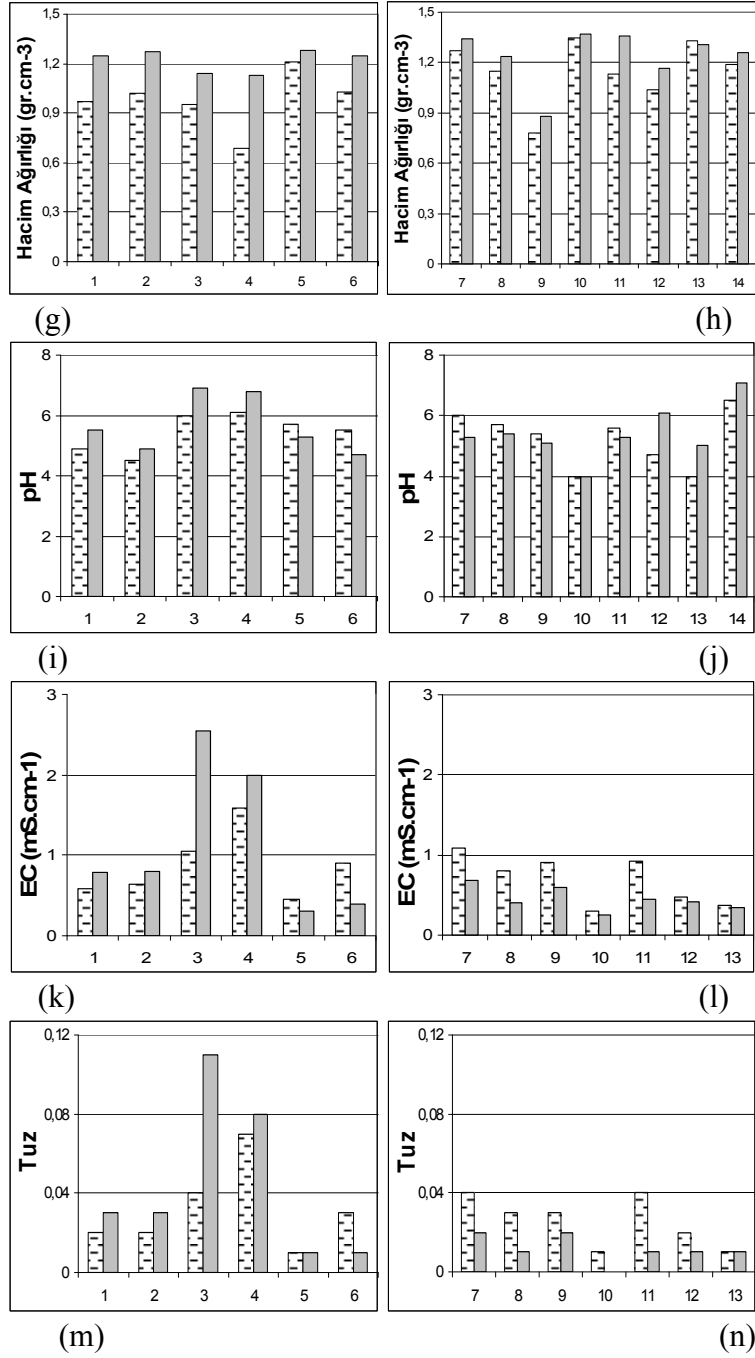 Hacim Ağırlığı (gr.cm-3)
1,5
1,2
0,9
0,6
0,3
0
1 2 3 4 5 6
(g)
Hacim Ağırlığı (gr.cm-3)
1,5
1,2
0,9
0,6
0,3
0
7 8 9 10 11 12 13 14
(h)
pH
8
6
4
2
0
1 2 3 4 5 6
(i)
pH
8
6
4
2
0
7 8 9 10 11 12 13 14
(j)
EC (mS.cm-1)
3
2
1
0
1 2 3 4 5 6
(k)
EC (mS.cm-1)
3
2
1
0
7 8 9 10 11 12 13
(l)
Tuz
0,12
0,08
0,04
0
1 2 3 4 5 6
(m)
Tuz
0,12
0,08
0,04
0
7 8 9 10 11 12 13
(n)